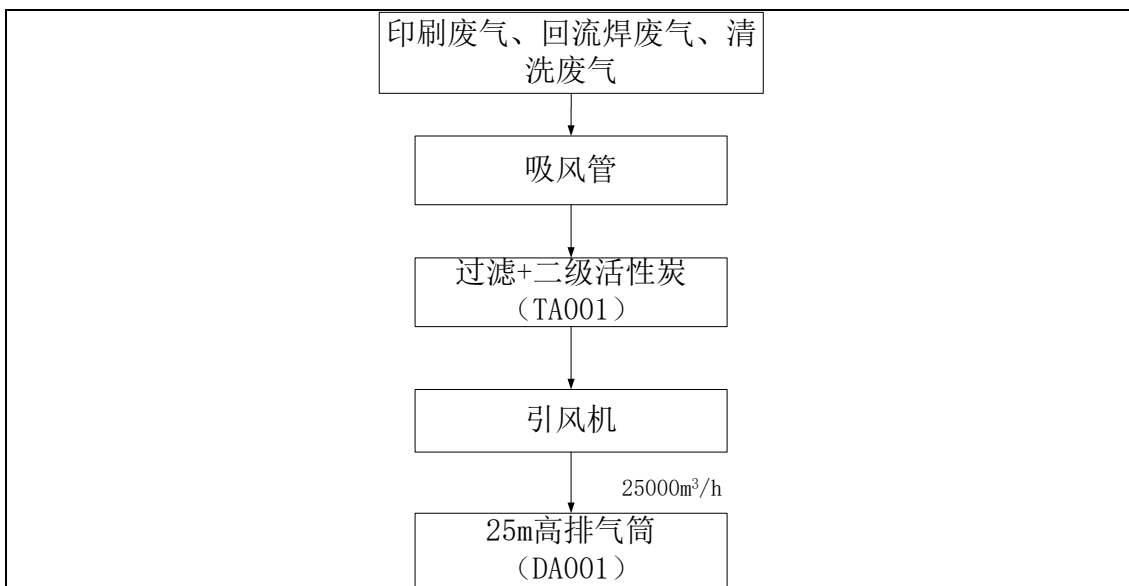 印刷废气、回流焊废气、清
洗废气
吸风管
过滤+二级活性炭
（TA001）
引风机
25000m³/h
25m高排气筒
（DA001）